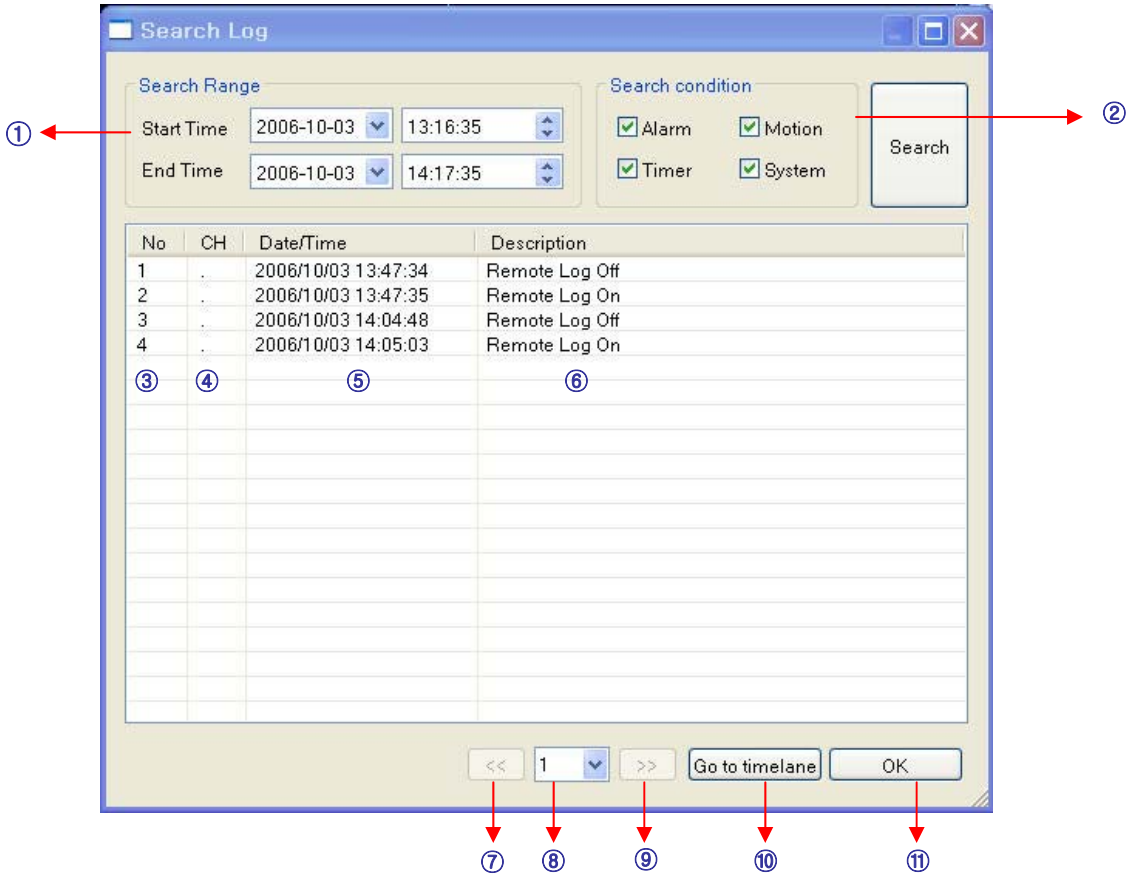 Search Log
Search Range
Search condition
① Start Time 2006-10-03 13:16:35 Alarm Motion Search ②
End Time 2006-10-03 14:17:35 Timer System
No CH Date/Time Description
1 . 2006/10/03 13:47:34 Remote Log Off
2 . 2006/10/03 13:47:35 Remote Log On
3 . 2006/10/03 14:04:48 Remote Log Off
4 . 2006/10/03 14:05:03 Remote Log On
③ ④ ⑤ ⑥
<< 1 >> Go to timelane OK
⑦ ⑧ ⑨ ⑩ ⑪